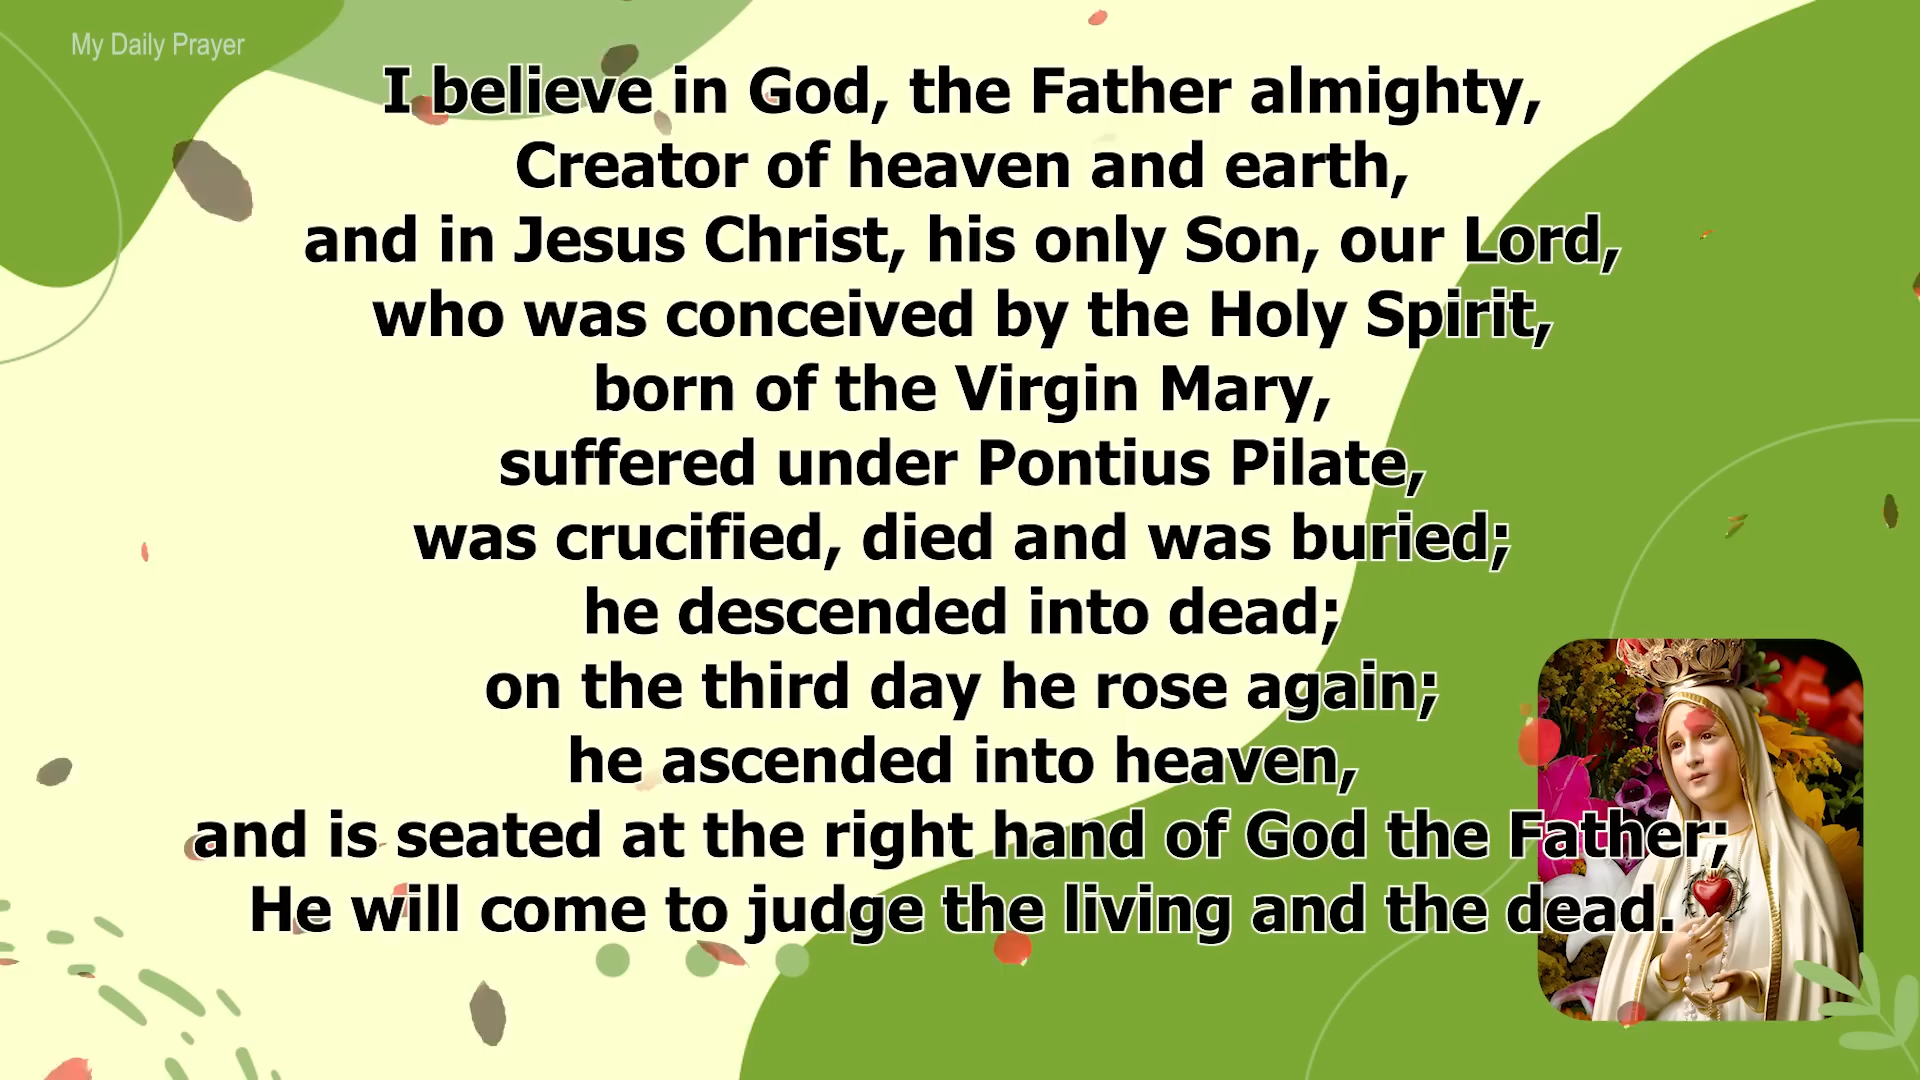 My Daily Prayer
I believe in God, the Father almighty,
Creator of heaven and earth,
and in Jesus Christ, his only Son, our Lord,
who was conceived by the Holy Spirit,
born of the Virgin Mary,
suffered under Pontius Pilate,
was crucified, died and was buried;
he descended into dead;
on the third day he rose again;
he ascended into heaven,
and is seated at the right hand of God the Father;
He will come to judge the living and the dead.